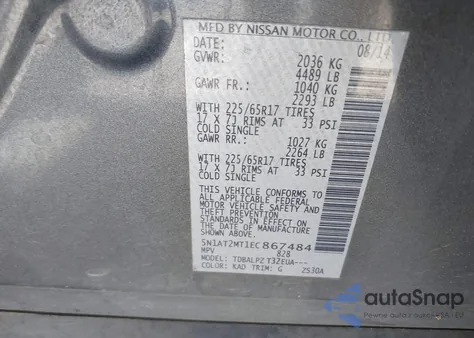 MFD BY NISSAN MOTOR CO., LTD.
DATE: 08/14
GVWR: 2036 KG
4489 LB
GAWR FR.: 1040 KG
2293 LB
WITH 225/65R17 TIRES
17 X 7J RIMS AT 33 PSI
COLD SINGLE
GAWR RR.: 1027 KG
2264 LB
WITH 225/65R17 TIRES
17 X 7J RIMS AT 33 PSI
COLD SINGLE
THIS VEHICLE CONFORMS TO
ALL APPLICABLE FEDERAL
MOTOR VEHICLE SAFETY AND
THEFT PREVENTION
STANDARDS IN EFFECT ON
THE DATE OF MANUFACTURE
SHOWN ABOVE
5N1AT2MT1EC867484
MPV 828
MODEL: TDBALPZ T32EUA---
COLOR: KAD TRIM: G 2S30A
autoSnap